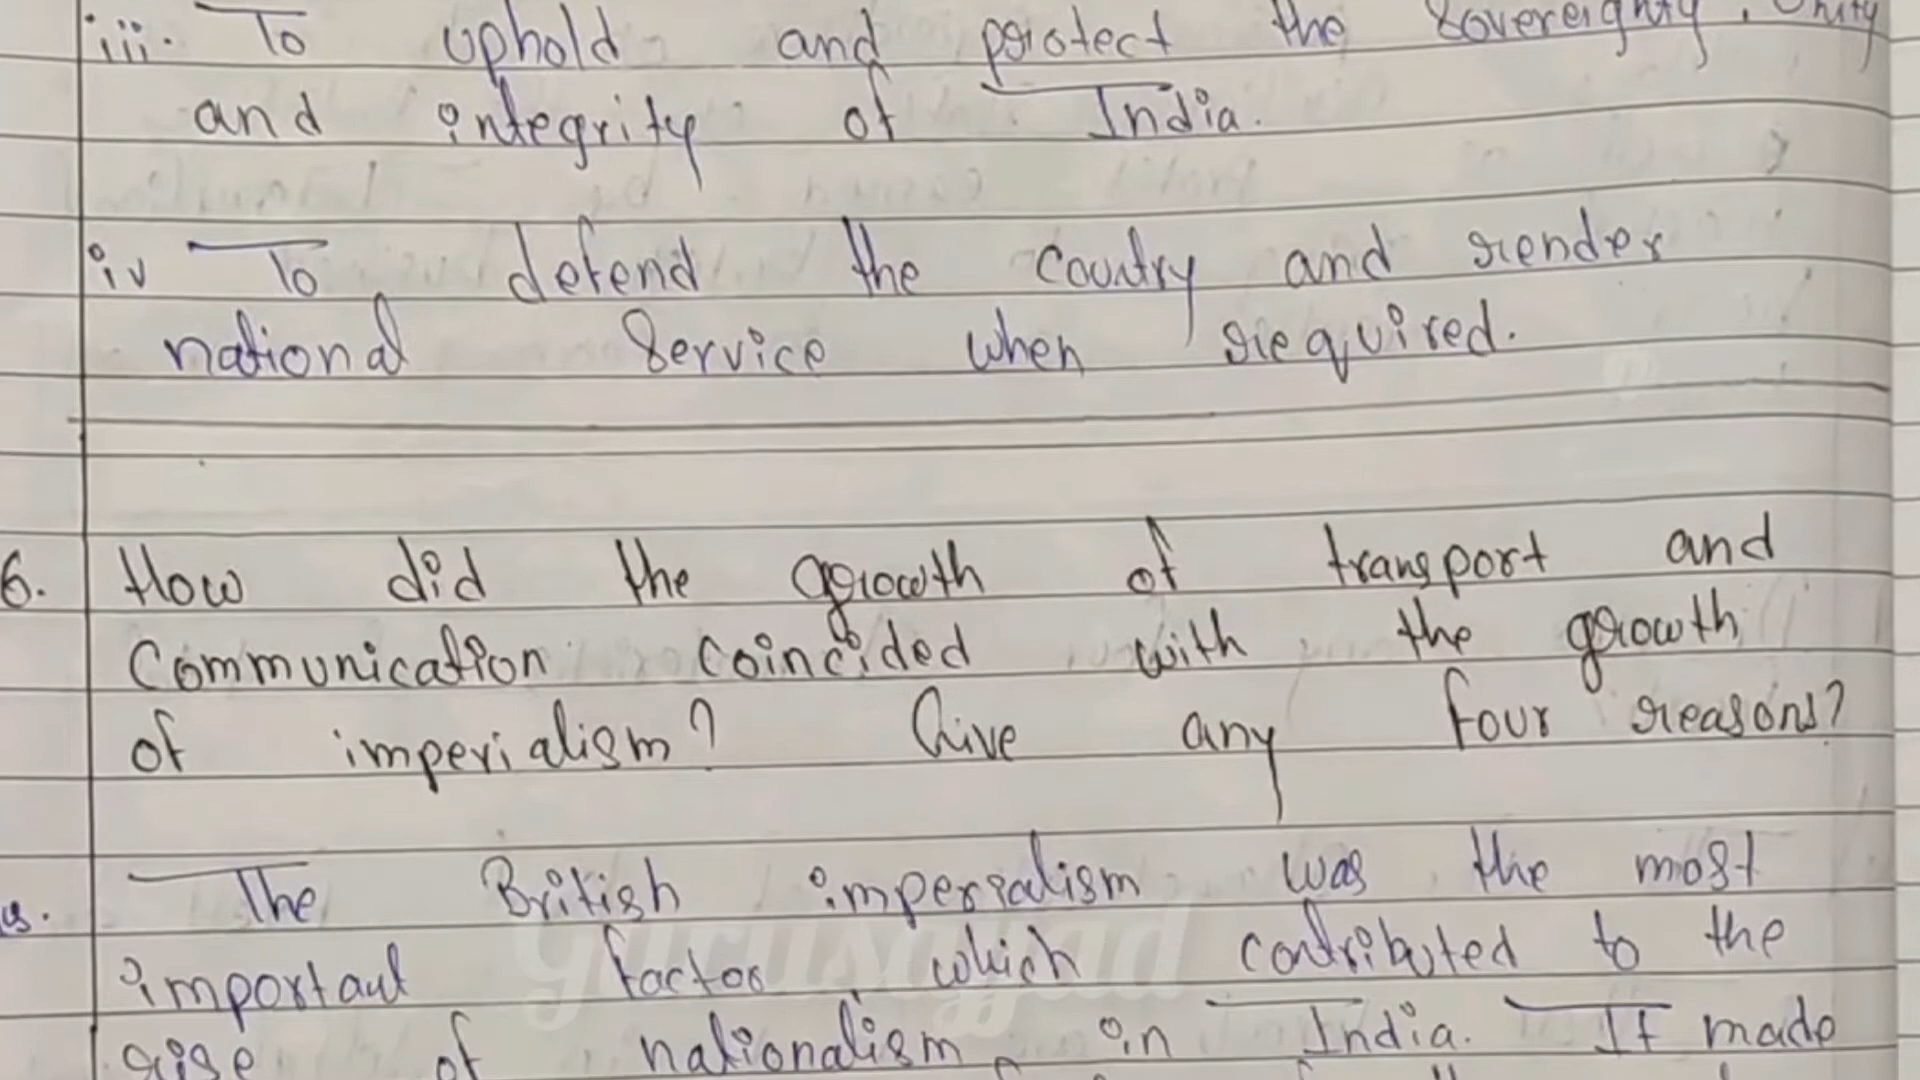 iii. To uphold and protect the Sovereignty, Unity
and integrity of India.
iv To defend the country and render
national Service when required.
6. How did the growth of transport and
Communication coincided with the growth
of imperialism? Give any four reasons?
The British imperialism was the most
important factor which contributed to the
rise of nationalism in India. It made